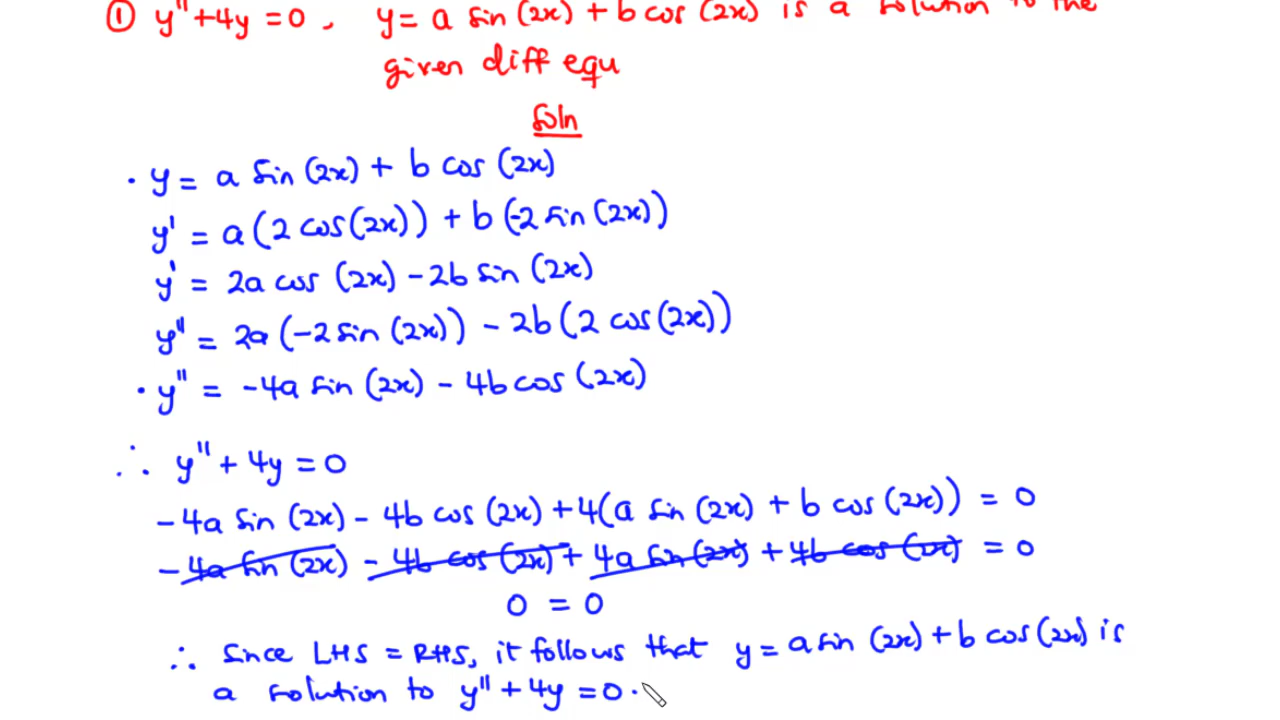 ① y''+4y =0 , y= a sin (2x) + b cos (2x) is a solution to the
given diff equ
Soln
. y = a sin (2x) + b cos (2x)
y' = a (2 cos(2x)) + b (-2 sin (2x))
y' = 2a cos (2x) - 2b sin (2x)
y'' = 2a (-2 sin (2x)) - 2b (2 cos(2x))
. y'' = -4a sin (2x) - 4b cos (2x)
∴ y'' + 4y = 0
-4a sin (2x) - 4b cos (2x) + 4(a sin (2x) + b cos (2x)) = 0
-4a sin (2x) - 4b cos (2x) + 4a sin (2x) + 4b cos (2x) = 0
0 = 0
∴ Since LHS = RHS, it follows that y = a sin (2x) + b cos (2x) is
a solution to y'' + 4y = 0.